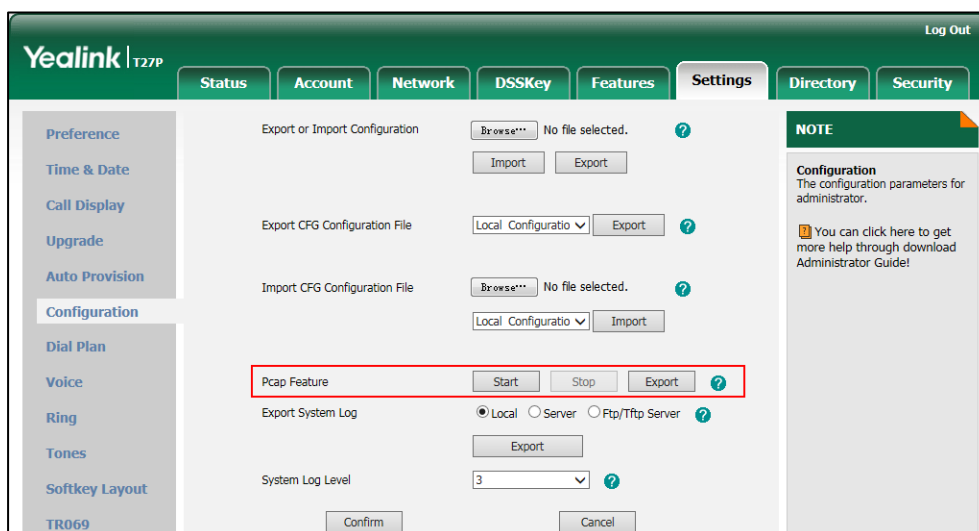 Log Out
Yealink | T27P
Status Account Network DSSKey Features Settings Directory Security
Preference
Time & Date
Call Display
Upgrade
Auto Provision
Configuration
Dial Plan
Voice
Ring
Tones
Softkey Layout
TR069
Export or Import Configuration Browse... No file selected. ?
Import Export
Export CFG Configuration File Local Configuratio Export ?
Import CFG Configuration File Browse... No file selected. ?
Local Configuratio Import
Pcap Feature Start Stop Export ?
Export System Log Local Server Ftp/Tftp Server ?
Export
System Log Level 3 ?
Confirm Cancel
NOTE
Configuration
The configuration parameters for
administrator.
? You can click here to get
more help through download
Administrator Guide!